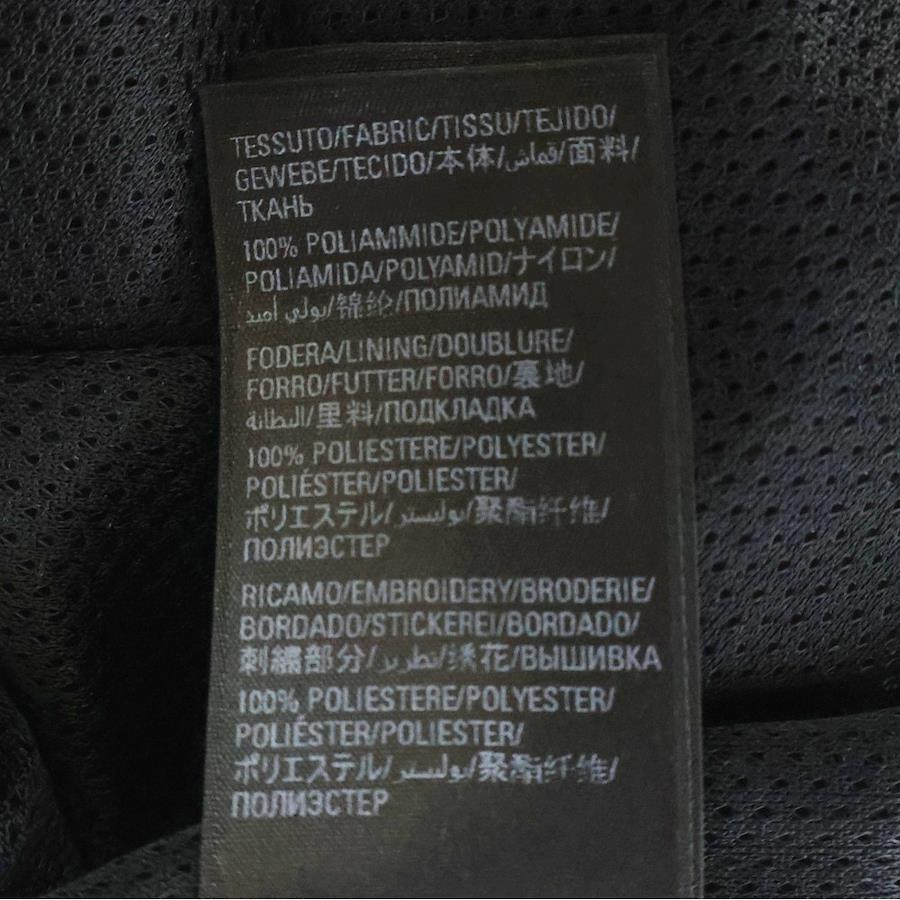 TESSUTO/FABRIC/TISSU/TEJIDO/
GEWEBE/TECIDO/本体/قماش/面料/
ТКАНЬ
100% POLIAMMIDE/POLYAMIDE/
POLIAMIDA/POLYAMID/ナイロン/
بولي أميد/锦纶/ПОЛИАМИД
FODERA/LINING/DOUBLURE/
FORRO/FUTTER/FORRO/裏地/
البطانة/里料/ПОДКЛАДКА
100% POLIESTERE/POLYESTER/
POLIÉSTER/POLIESTER/
ポリエステル/بوليستر/聚酯纤维/
ПОЛИЭСТЕР
RICAMO/EMBROIDERY/BRODERIE/
BORDADO/STICKEREI/BORDADO/
刺繍部分/تطريز/绣花/ВЫШИВКА
100% POLIESTERE/POLYESTER/
POLIÉSTER/POLIESTER/
ポリエステル/بوليستر/聚酯纤维/
ПОЛИЭСТЕР